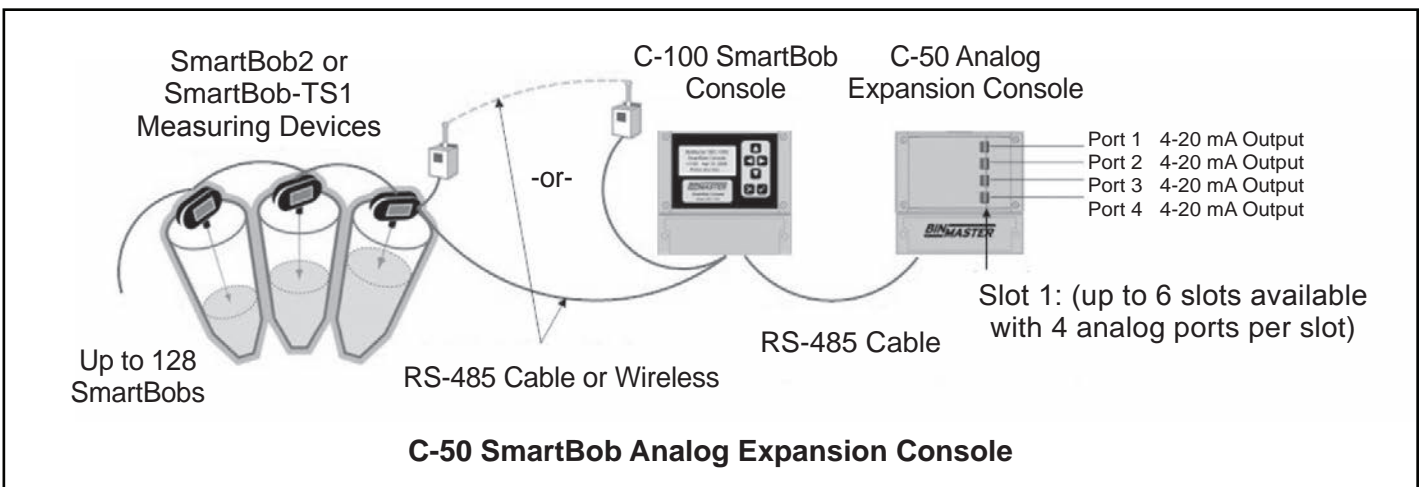 SmartBob2 or
SmartBob-TS1
Measuring Devices
C-100 SmartBob
Console
C-50 Analog
Expansion Console
-or-
Port 1 4-20 mA Output
Port 2 4-20 mA Output
Port 3 4-20 mA Output
Port 4 4-20 mA Output
BINMASTER
BINMASTER
Slot 1: (up to 6 slots available
with 4 analog ports per slot)
RS-485 Cable
Up to 128
SmartBobs
RS-485 Cable or Wireless
C-50 SmartBob Analog Expansion Console